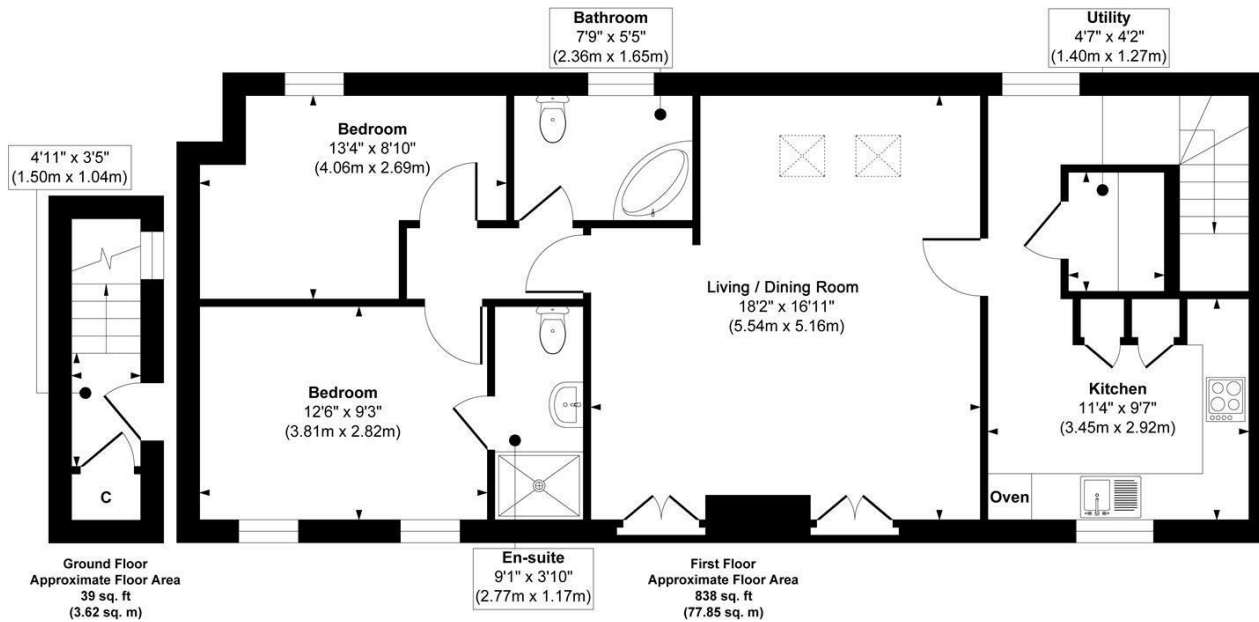 Bathroom
7'9" x 5'5"
(2.36m x 1.65m)
Utility
4'7" x 4'2"
(1.40m x 1.27m)
Bedroom
13'4" x 8'10"
(4.06m x 2.69m)
4'11" x 3'5"
(1.50m x 1.04m)
Living / Dining Room
18'2" x 16'11"
(5.54m x 5.16m)
Bedroom
12'6" x 9'3"
(3.81m x 2.82m)
Kitchen
11'4" x 9'7"
(3.45m x 2.92m)
C
Oven
En-suite
9'1" x 3'10"
(2.77m x 1.17m)
Ground Floor
Approximate Floor Area
39 sq. ft
(3.62 sq. m)
First Floor
Approximate Floor Area
838 sq. ft
(77.85 sq. m)